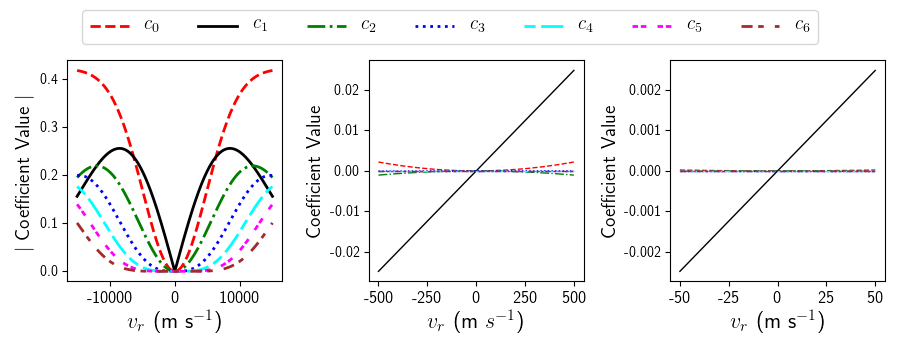 c0 c1 c2 c3 c4 c5 c6
| Coefficient Value |
0.4
0.3
0.2
0.1
0.0
-10000 0 10000
v_r (m s^{-1})
Coefficient Value
0.02
0.01
0.00
-0.01
-0.02
-500 -250 0 250 500
v_r (m s^{-1})
Coefficient Value
0.002
0.001
0.000
-0.001
-0.002
-50 -25 0 25 50
v_r (m s^{-1})